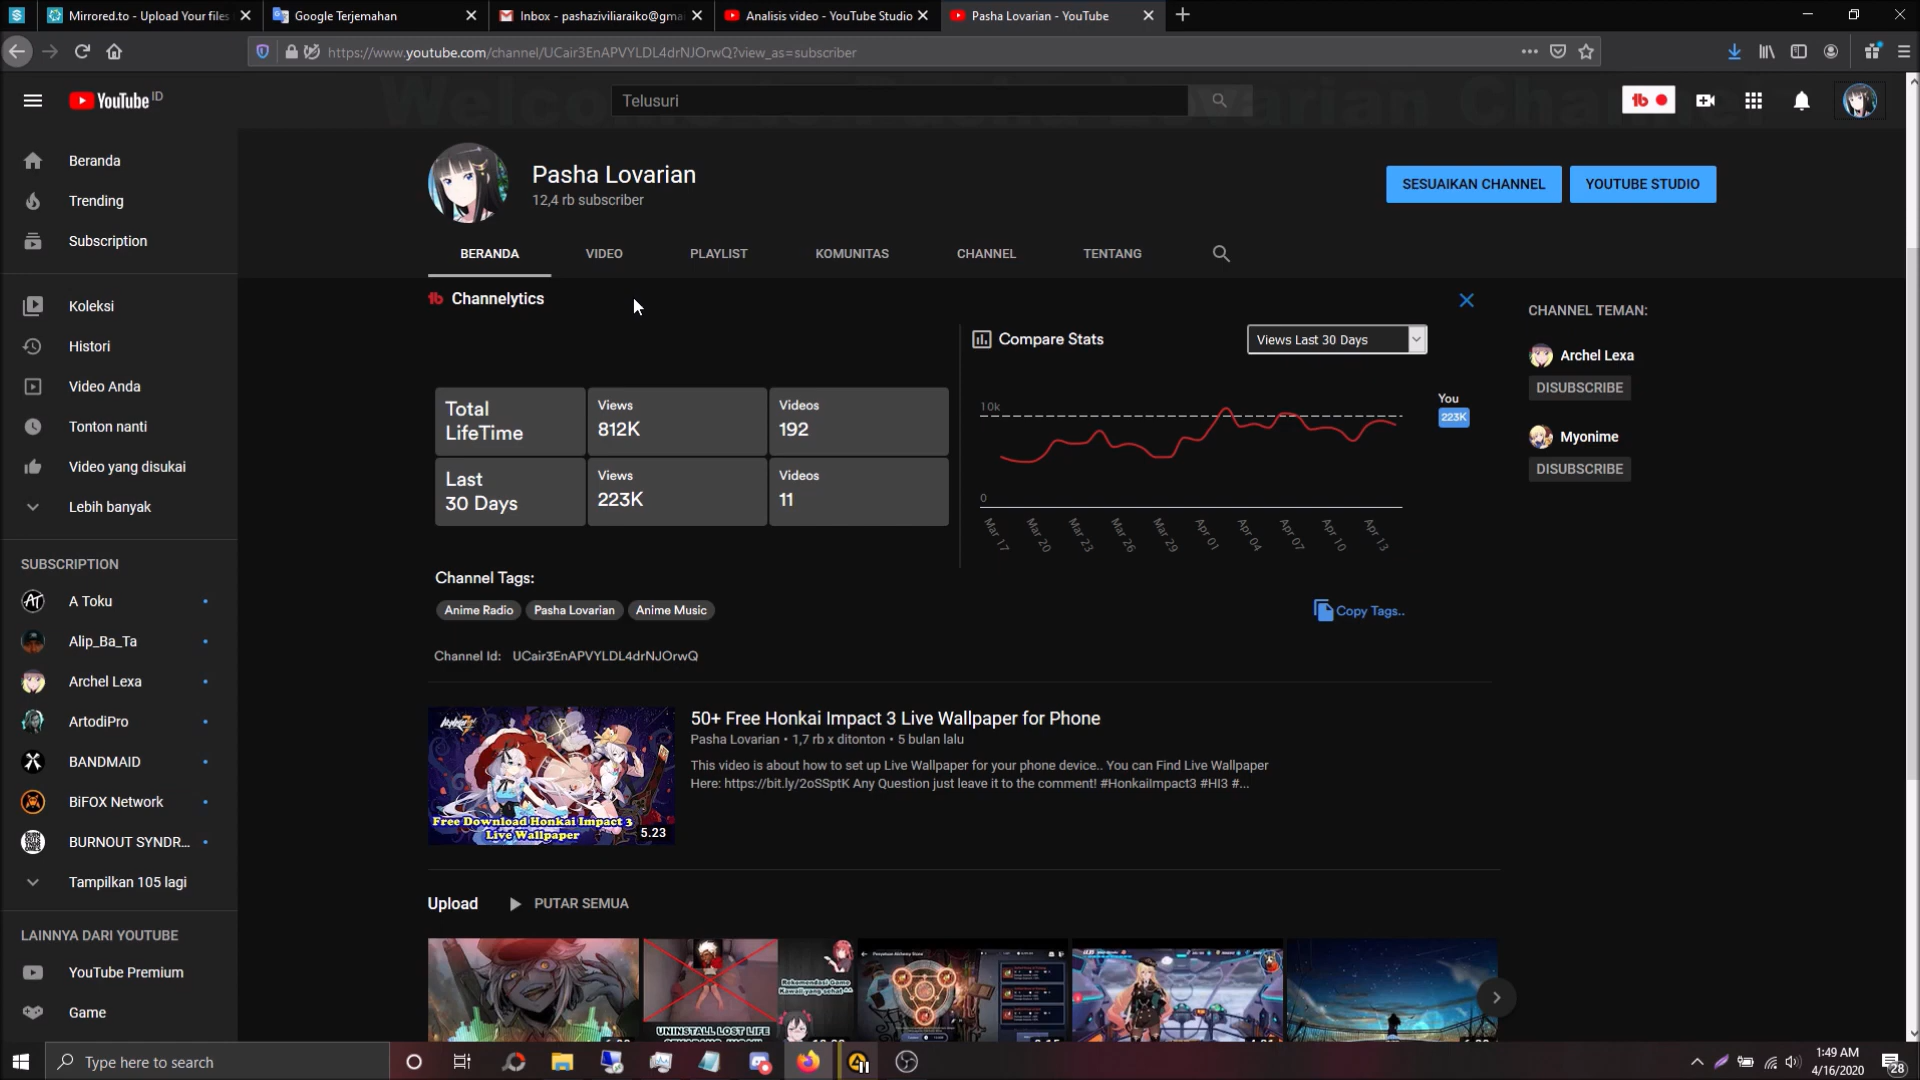 Mirrored.to - Upload Your files
Google Terjemahan
Inbox - pashaziviliaraiko@gma
Analisis video - YouTube Studio
Pasha Lovarian - YouTube
https://www.youtube.com/channel/UCair3EnAPVYLDL4drNJOrwQ?view_as=subscriber
YouTube ID
Telusuri
Beranda
Trending
Subscription
Koleksi
Histori
Video Anda
Tonton nanti
Video yang disukai
Lebih banyak
SUBSCRIPTION
A Toku
Alip_Ba_Ta
Archel Lexa
ArtodiPro
BANDMAID
BiFOX Network
BURNOUT SYNDR...
Tampilkan 105 lagi
LAINNYA DARI YOUTUBE
YouTube Premium
Game
Pasha Lovarian
12,4 rb subscriber
SESUAIKAN CHANNEL
YOUTUBE STUDIO
BERANDA
VIDEO
PLAYLIST
KOMUNITAS
CHANNEL
TENTANG
Channelytics
Total LifeTime
Views
812K
Videos
192
Last
30 Days
Views
223K
Videos
11
Compare Stats
Views Last 30 Days
10k
0
Mar 17
Mar 20
Mar 23
Mar 26
Mar 29
Apr 01
Apr 04
Apr 07
Apr 10
Apr 13
You
223K
Channel Tags:
Anime Radio
Pasha Lovarian
Anime Music
Copy Tags..
Channel Id: UCair3EnAPVYLDL4drNJOrwQ
CHANNEL TEMAN:
Archel Lexa
DISUBSCRIBE
Myonime
DISUBSCRIBE
Free Download Honkai Impact 3
Live Wallpaper
5.23
50+ Free Honkai Impact 3 Live Wallpaper for Phone
Pasha Lovarian • 1,7 rb x ditonton • 5 bulan lalu
This video is about how to set up Live Wallpaper for your phone device.. You can Find Live Wallpaper
Here: https://bit.ly/2oSSptK Any Question just leave it to the comment! #HonkaiImpact3 #HI3 #...
Upload
PUTAR SEMUA
UNINSTALL LOST LIFE
Type here to search
1:49 AM
4/16/2020
28